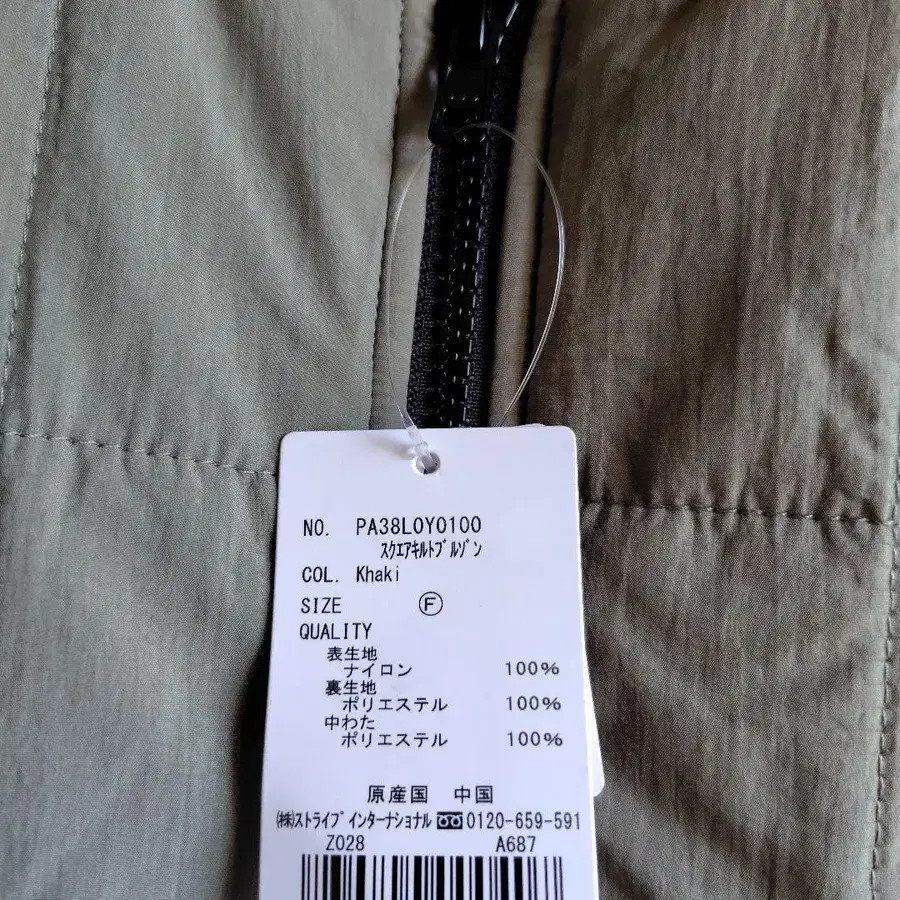 NO. PA38L0Y0100
ｽｸｴｱｷﾙﾄﾌﾞﾙｿﾞﾝ
COL. Khaki
SIZE Ⓕ
QUALITY
表生地
ナイロン 100%
裏生地
ポリエステル 100%
中わた
ポリエステル 100%
原産国 中国
㈱ｽﾄﾗｲﾌﾟｲﾝﾀｰﾅｼｮﾅﾙ 0120-659-591
Z028 A687